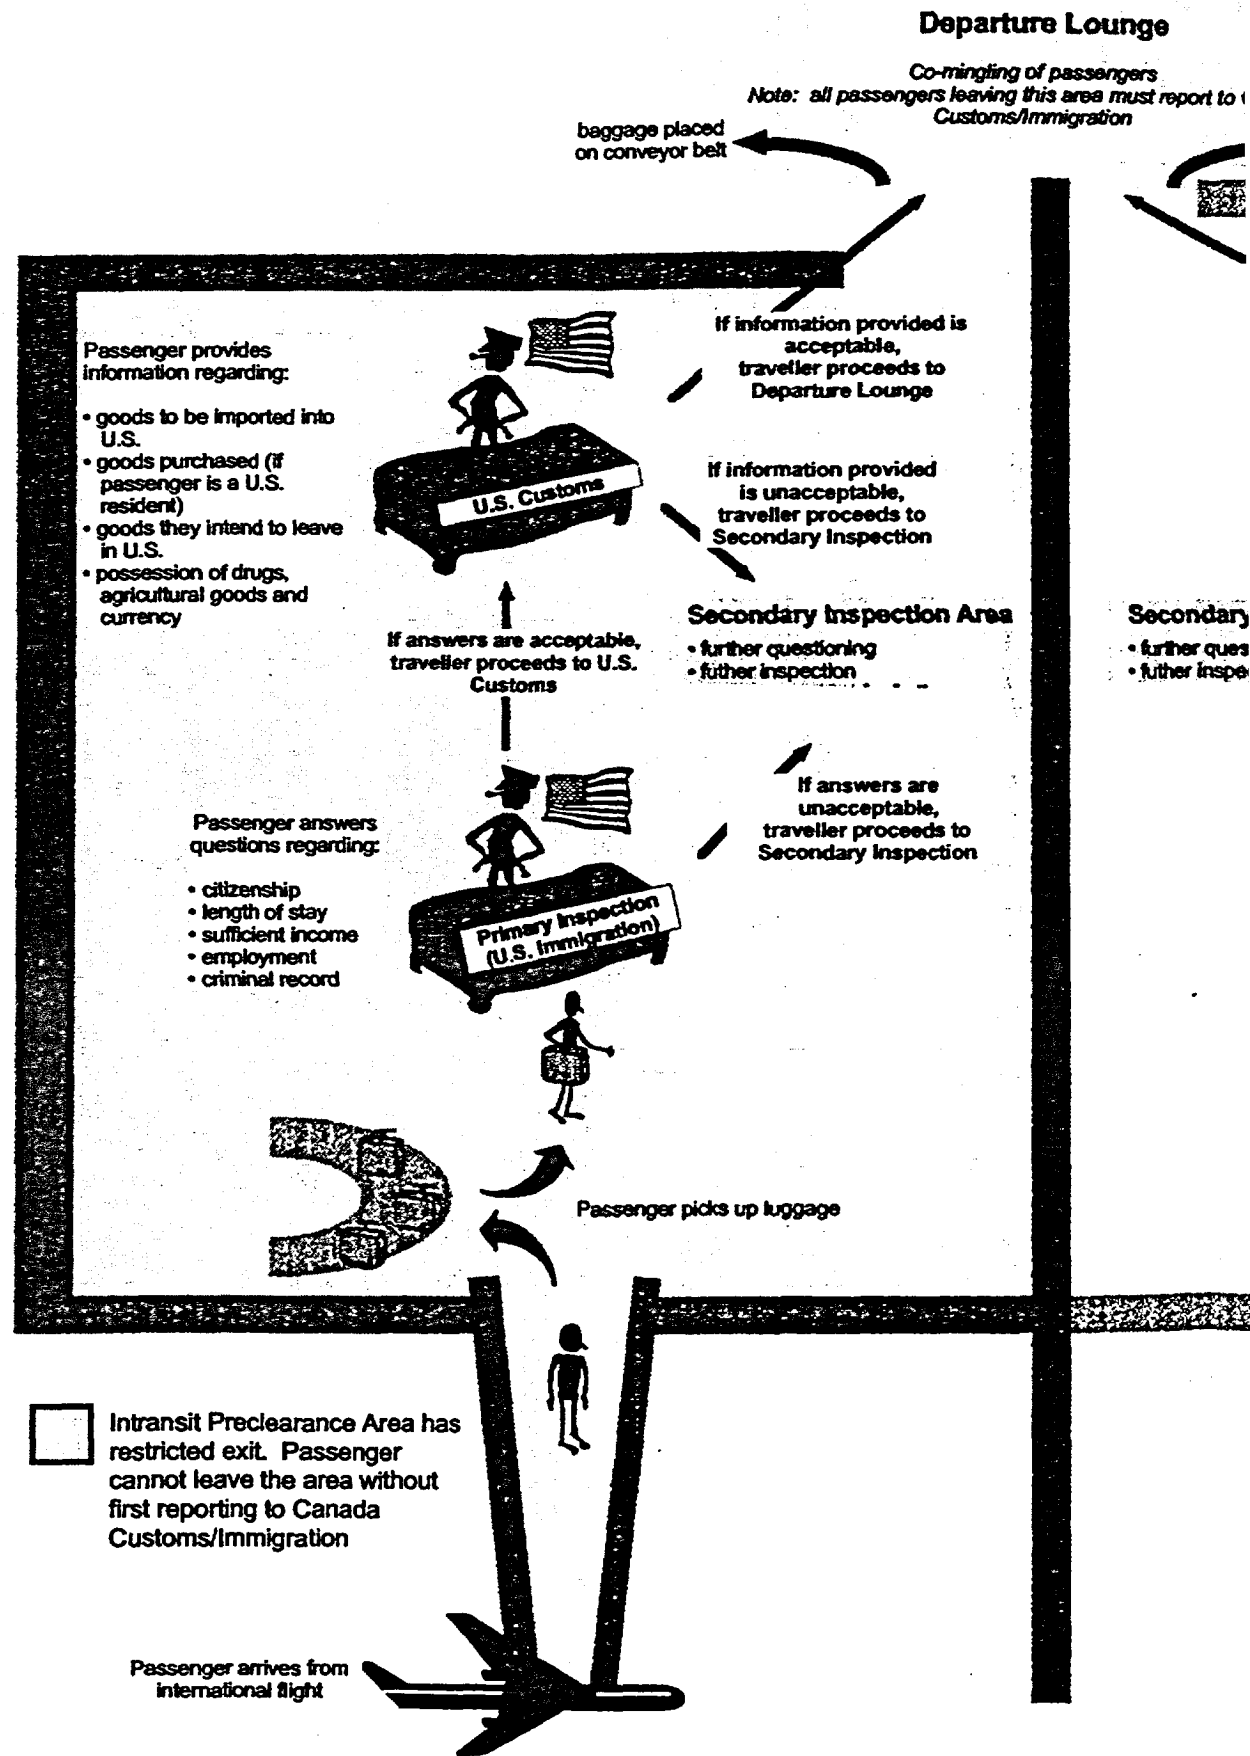 Departure Lounge
Co-mingling of passengers
Note: all passengers leaving this area must report to
Customs/Immigration
baggage placed
on conveyor belt
Passenger provides
information regarding:
• goods to be imported into
U.S.
• goods purchased (if
passenger is a U.S.
resident)
• goods they intend to leave
in U.S.
• possession of drugs,
agricultural goods and
currency
U.S. Customs
If information provided is
acceptable,
traveller proceeds to
Departure Lounge
If information provided
is unacceptable,
traveller proceeds to
Secondary Inspection
If answers are acceptable,
traveller proceeds to U.S.
Customs
Secondary Inspection Area
• further questioning
• futher inspection
Secondary
• further ques
• futher inspe
Passenger answers
questions regarding:
• citizenship
• length of stay
• sufficient income
• employment
• criminal record
Primary Inspection
(U.S. Immigration)
If answers are
unacceptable,
traveller proceeds to
Secondary Inspection
Passenger picks up luggage
Intransit Preclearance Area has
restricted exit. Passenger
cannot leave the area without
first reporting to Canada
Customs/Immigration
Passenger arrives from
international flight